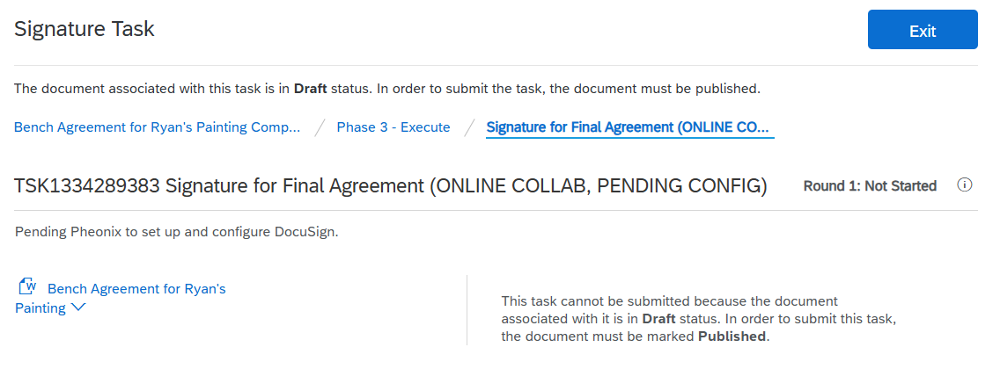 Signature Task
Exit
The document associated with this task is in Draft status. In order to submit the task, the document must be published.
Bench Agreement for Ryan's Painting Comp... / Phase 3 - Execute / Signature for Final Agreement (ONLINE CO...
TSK1334289383 Signature for Final Agreement (ONLINE COLLAB, PENDING CONFIG) Round 1: Not Started
Pending Pheonix to set up and configure DocuSign.
Bench Agreement for Ryan's
Painting
This task cannot be submitted because the document
associated with it is in Draft status. In order to submit this task,
the document must be marked Published.